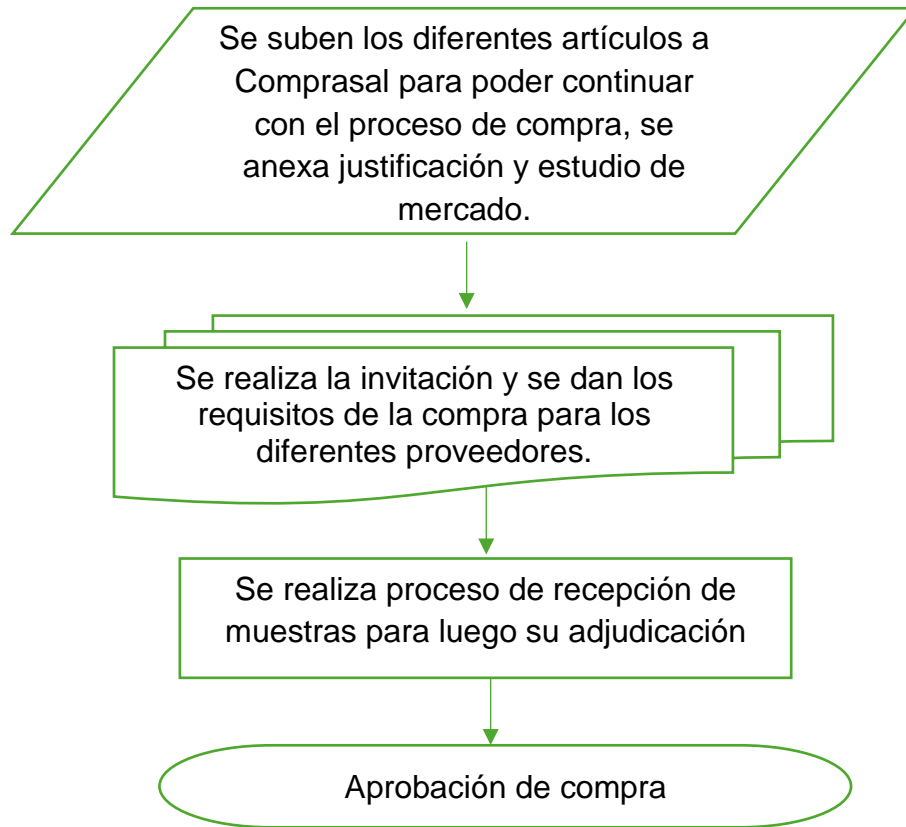 Se suben los diferentes artículos a
Comprasal para poder continuar
con el proceso de compra, se
anexa justificación y estudio de
mercado.
Se realiza la invitación y se dan los
requisitos de la compra para los
diferentes proveedores.
Se realiza proceso de recepción de
muestras para luego su adjudicación
Aprobación de compra